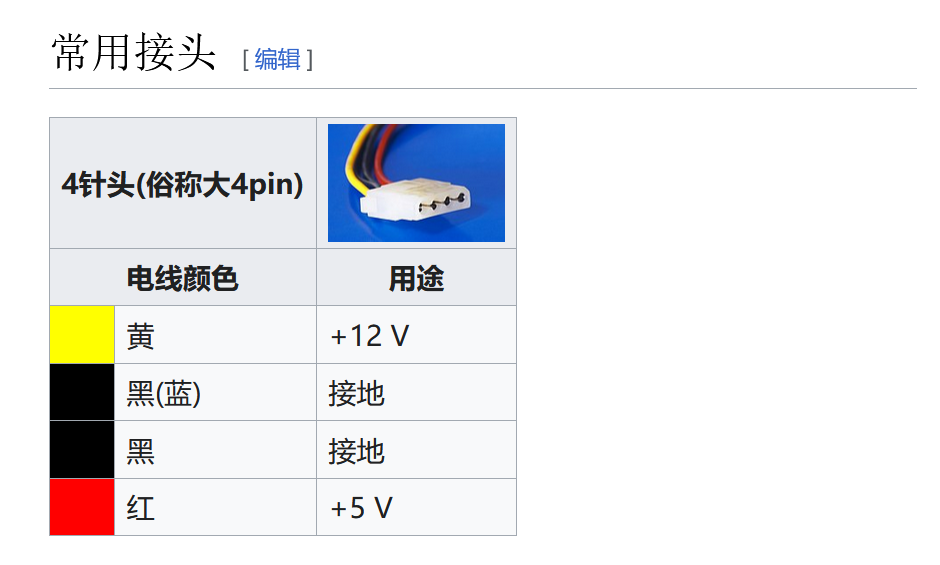 常用接头 [编辑]
4针头(俗称大4pin)
电线颜色 用途
黄 +12 V
黑(蓝) 接地
黑 接地
红 +5 V